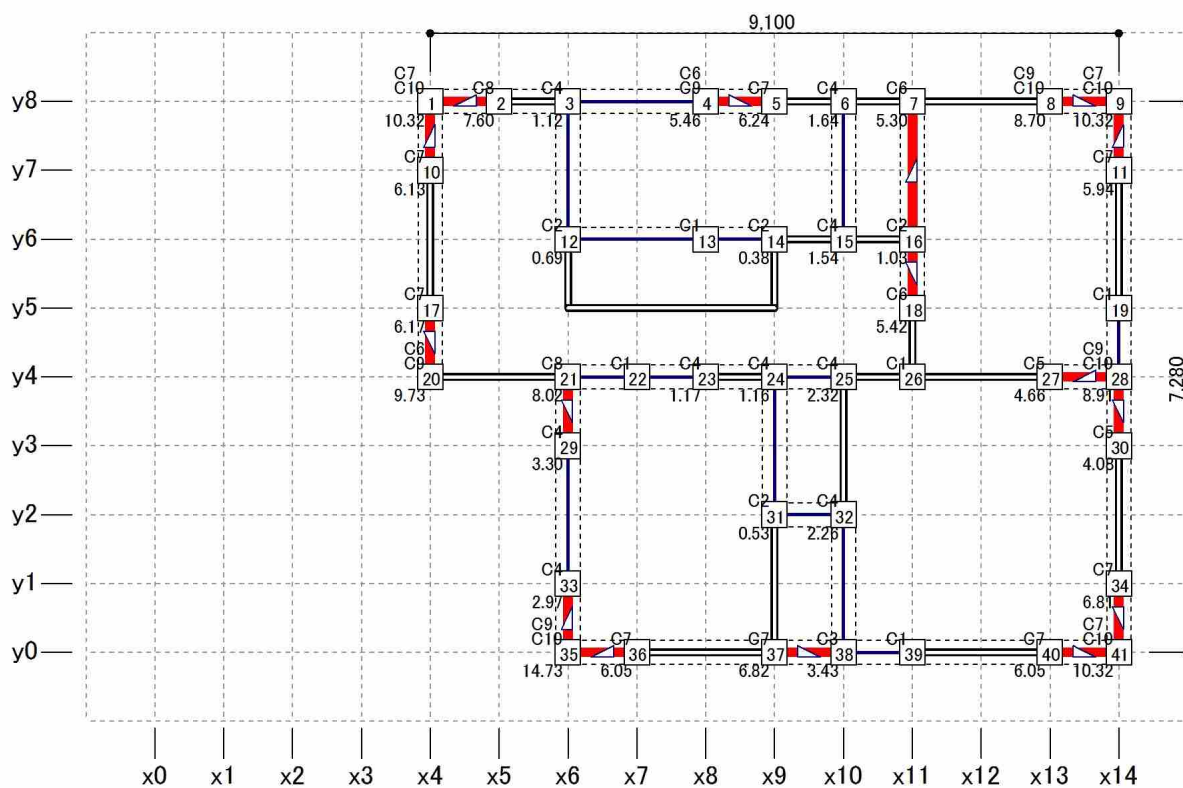 9,100
C7 C6 C9 C7
C10 C8 C4 C9 C7 C4 C6 C10 C10
y8 1 2 3 4 5 6 7 8 9
10.32 7.60 1.12 5.46 6.24 1.64 5.30 8.70 10.32
C7 C7
y7 10 11
6.13 5.94
C2 C1 C2 C4 C2
y6 12 13 14 15 16
0.69 0.38 1.54 1.03
C7 C6 C1
y5 17 18 19
6.17 5.42
C6 C9
C9 C8 C1 C4 C4 C4 C1 C5 C10
y4 20 21 22 23 24 25 26 27 28
9.73 8.02 1.17 1.16 2.32 4.66 8.91
7,280
C4 C5
y3 29 30
3.30 4.08
C2 C4
y2 31 32
0.53 2.26
C4 C7
y1 33 34
2.97 6.81
C9 C7
C10 C7 C7 C3 C1 C7 C10
y0 35 36 37 38 39 40 41
14.73 6.05 6.82 3.43 6.05 10.32
x0 x1 x2 x3 x4 x5 x6 x7 x8 x9 x10 x11 x12 x13 x14